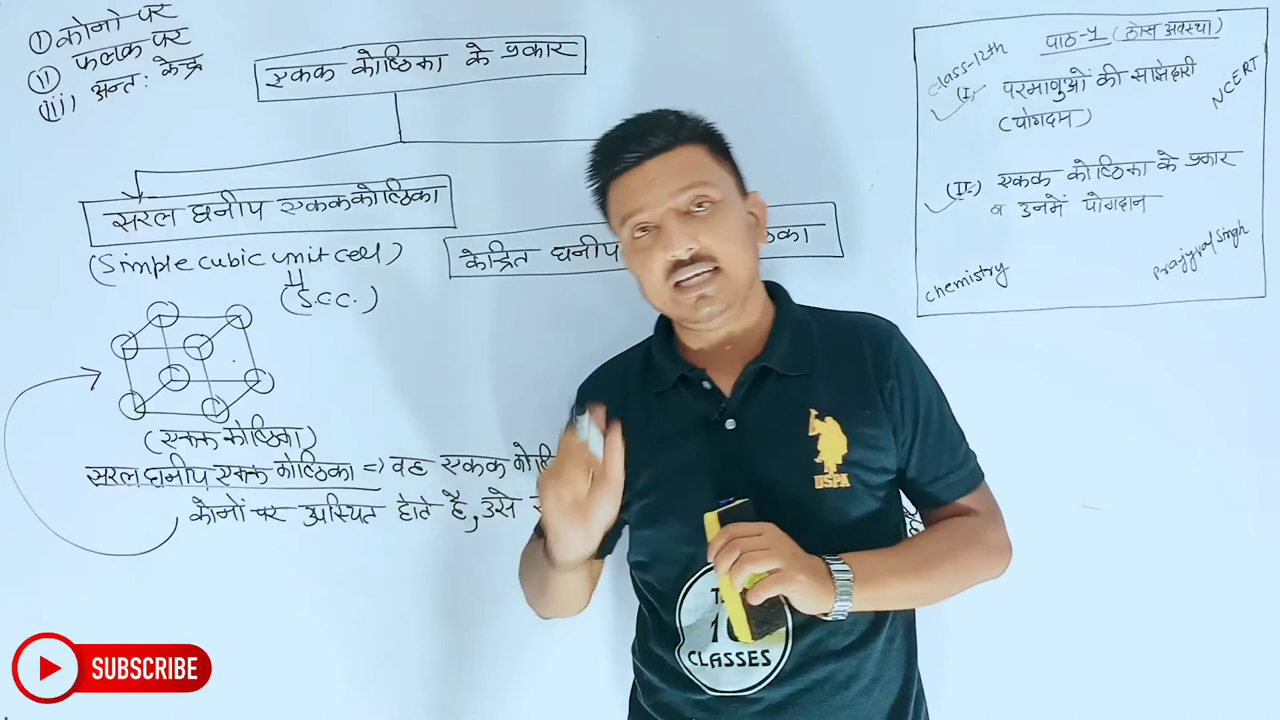 (i) कोनो पर
(ii) फलक पर
(iii) अन्त: केन्द्र
एकक कोष्ठिका के प्रकार
सरल घनीय एकक कोष्ठिका
(Simple cubic unit cell)
(S.C.C.)
केन्द्रित घनीय
(एकक कोष्ठिका)
सरल घनीय एकक कोष्ठिका => वह एकक
कोनों पर उपस्थित होते है, उसे
पाठ-1 (ठोस अवस्था)
Class-12th
NCERT
(I) परमाणुओं की साझेदारी
(योगदान)
(II) एकक कोष्ठिका के प्रकार
व उनमें योगदान
Chemistry
Singh
USPA
CLASSES
SUBSCRIBE